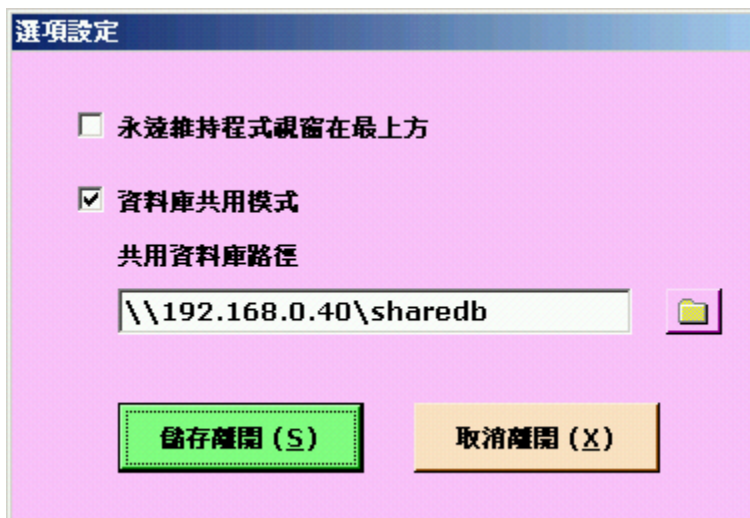 選項設定
永遠維持程式視窗在最上方
資料庫共用模式
共用資料庫路徑
\\192.168.0.40\sharedb
儲存離開 (S)
取消離開 (X)